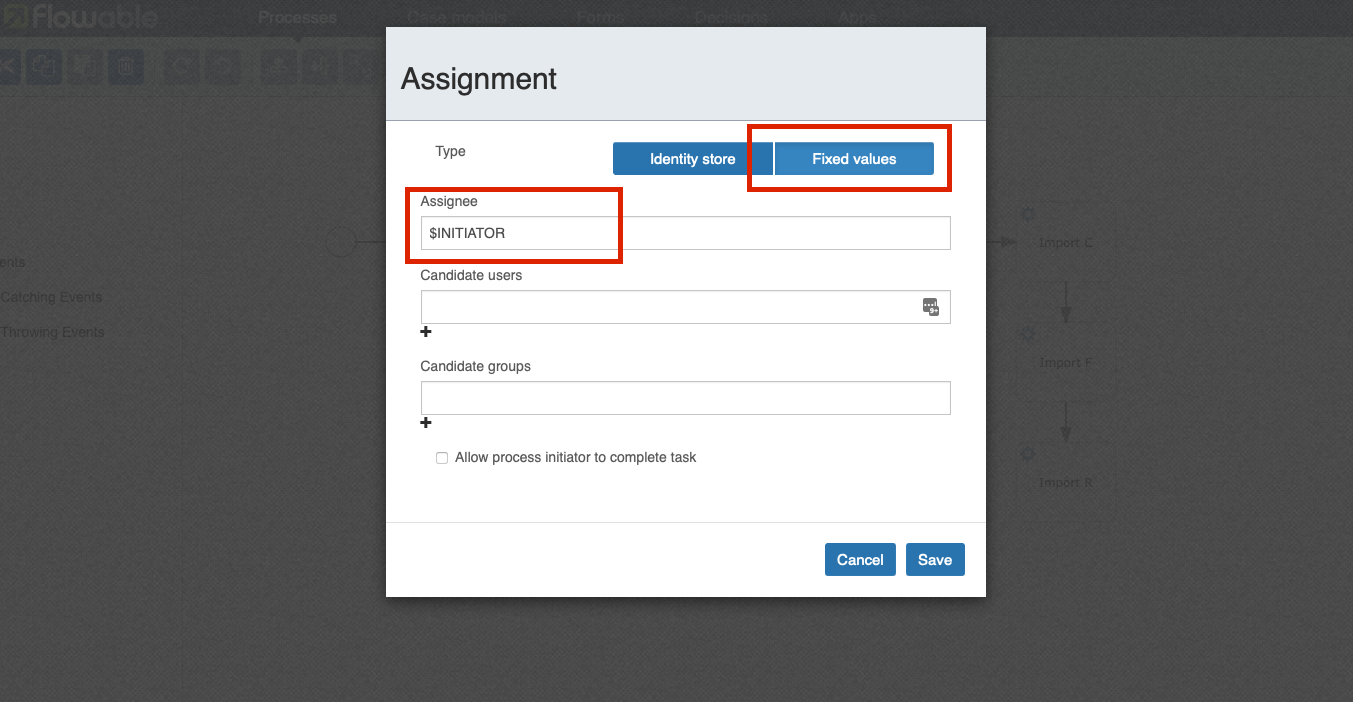 flowable
Processes
Case models
Forms
Decisions
Apps
Assignment
Type
Identity store
Fixed values
Assignee
$INITIATOR
Candidate users
9+
Candidate groups
Allow process initiator to complete task
Cancel
Save
ents
Catching Events
Throwing Events
Import C
Import F
Import R